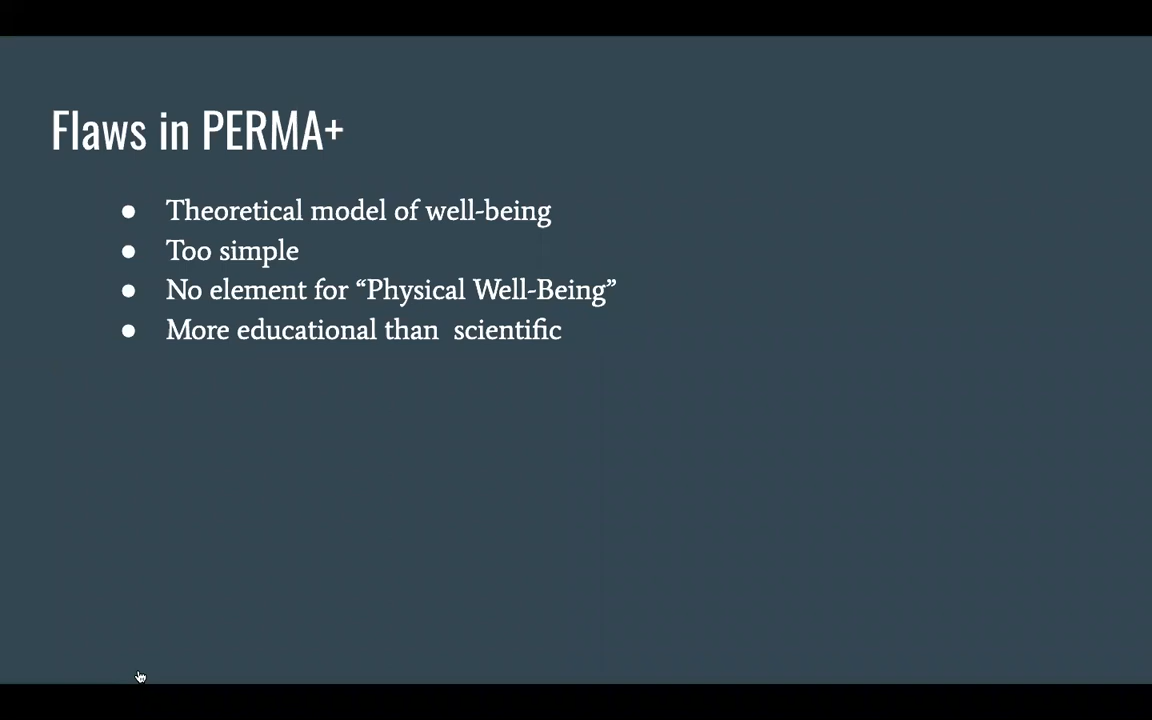 Flaws in PERMA+
● Theoretical model of well-being
● Too simple
● No element for “Physical Well-Being”
● More educational than  scientific